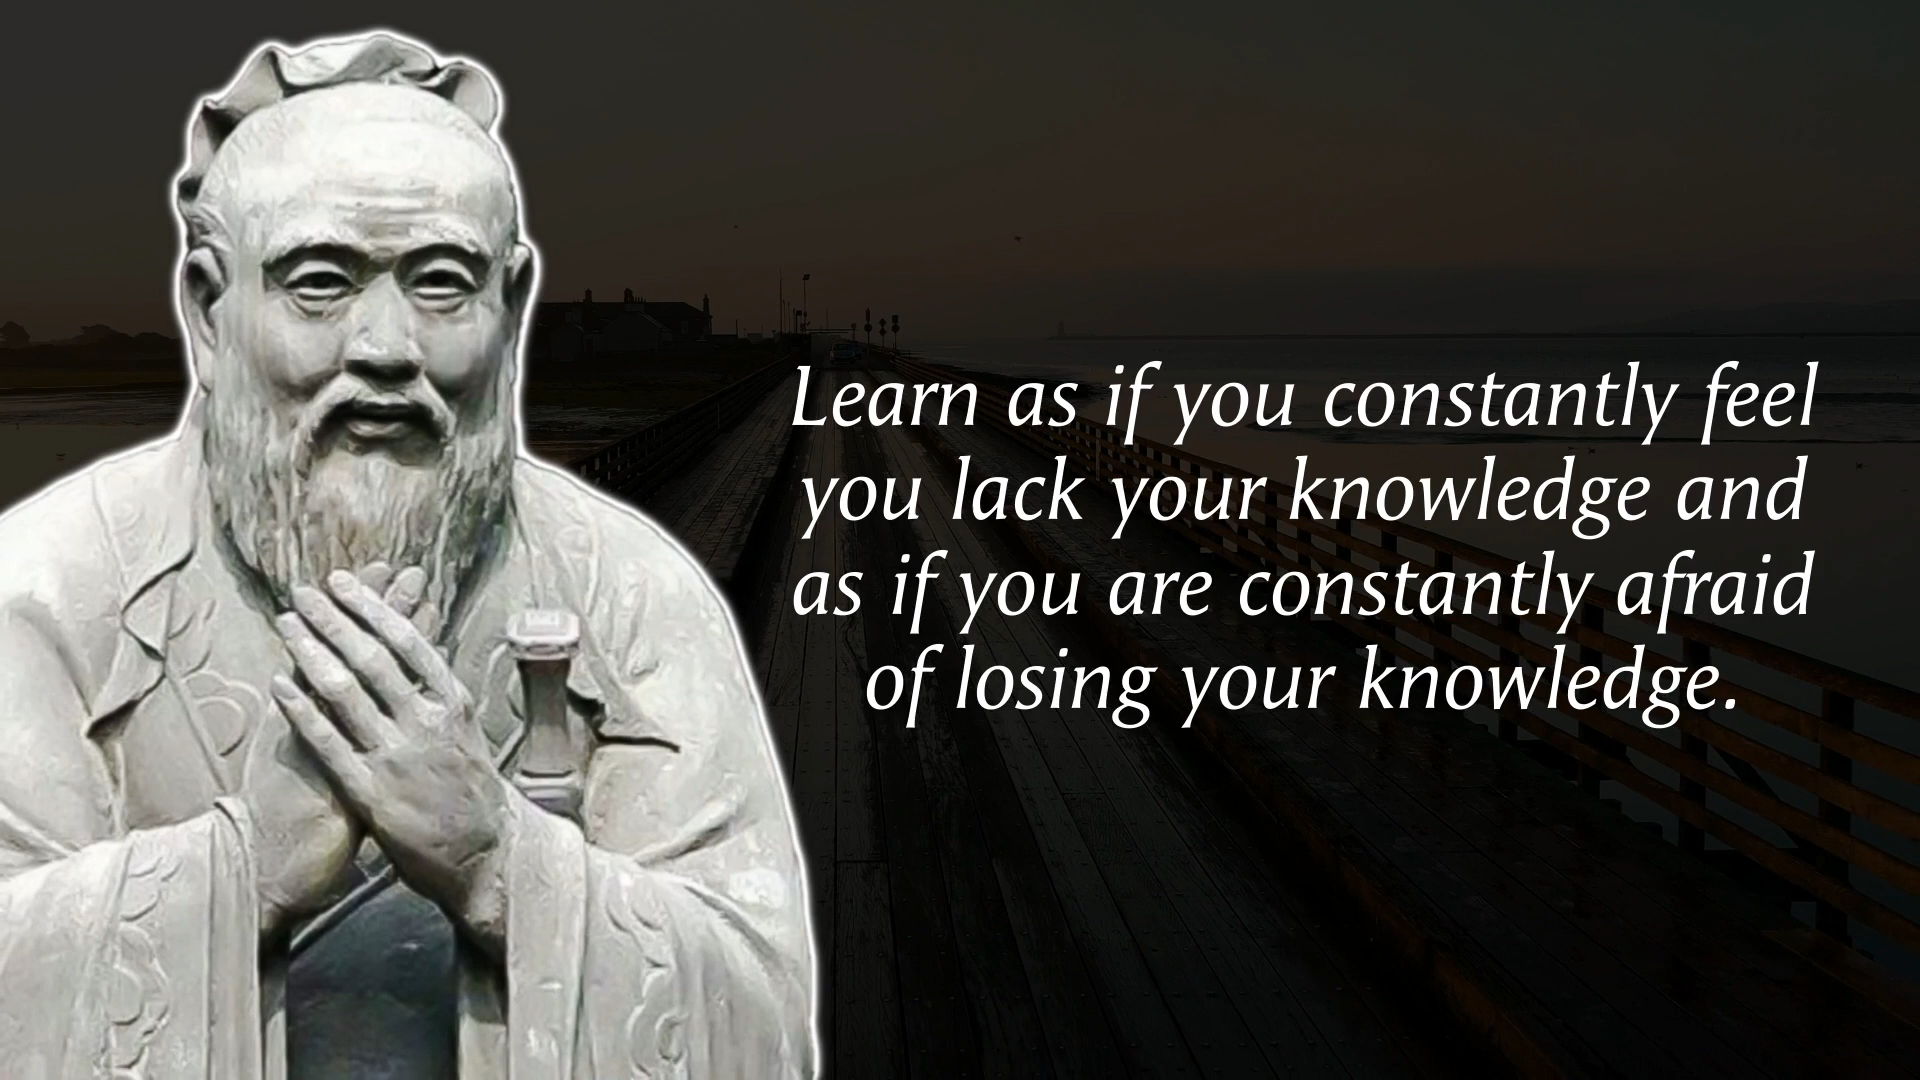 Learn as if you constantly feel
you lack your knowledge and
as if you are constantly afraid
of losing your knowledge.